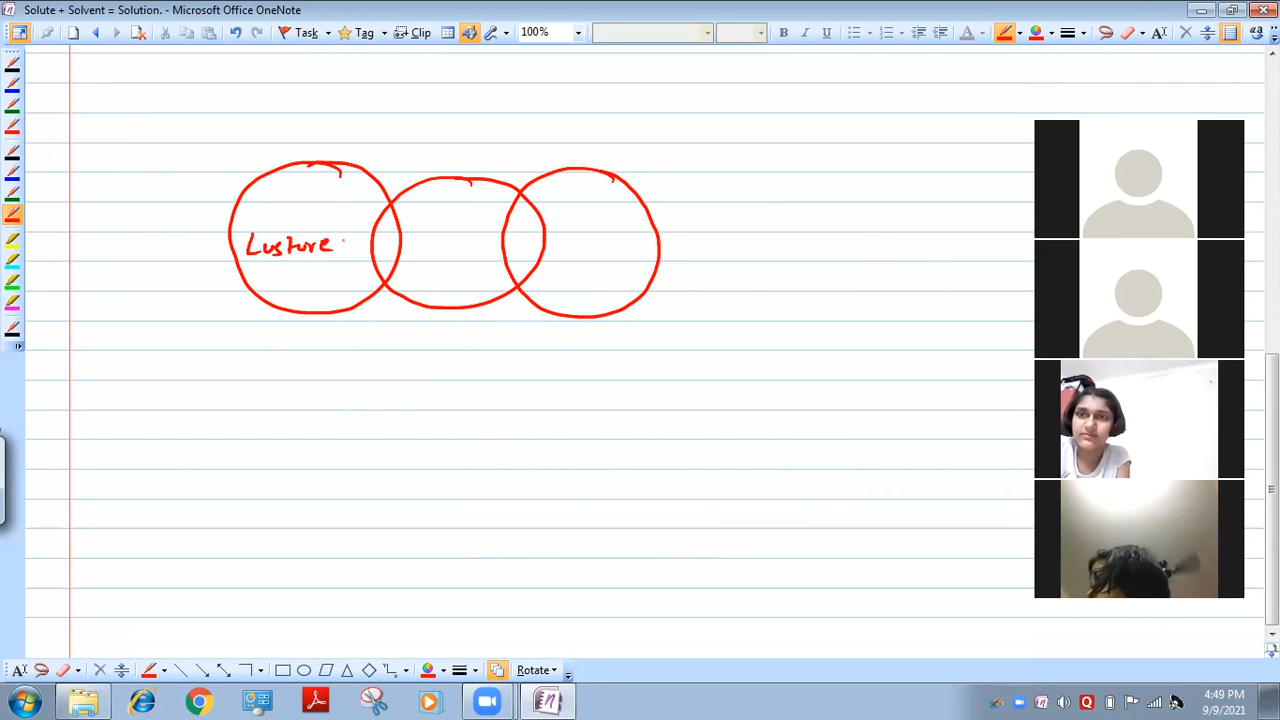 Solute + Solvent = Solution. - Microsoft Office OneNote
Task Tag Clip 100% B I U A
Lusture
Rotate
4:49 PM
9/9/2021